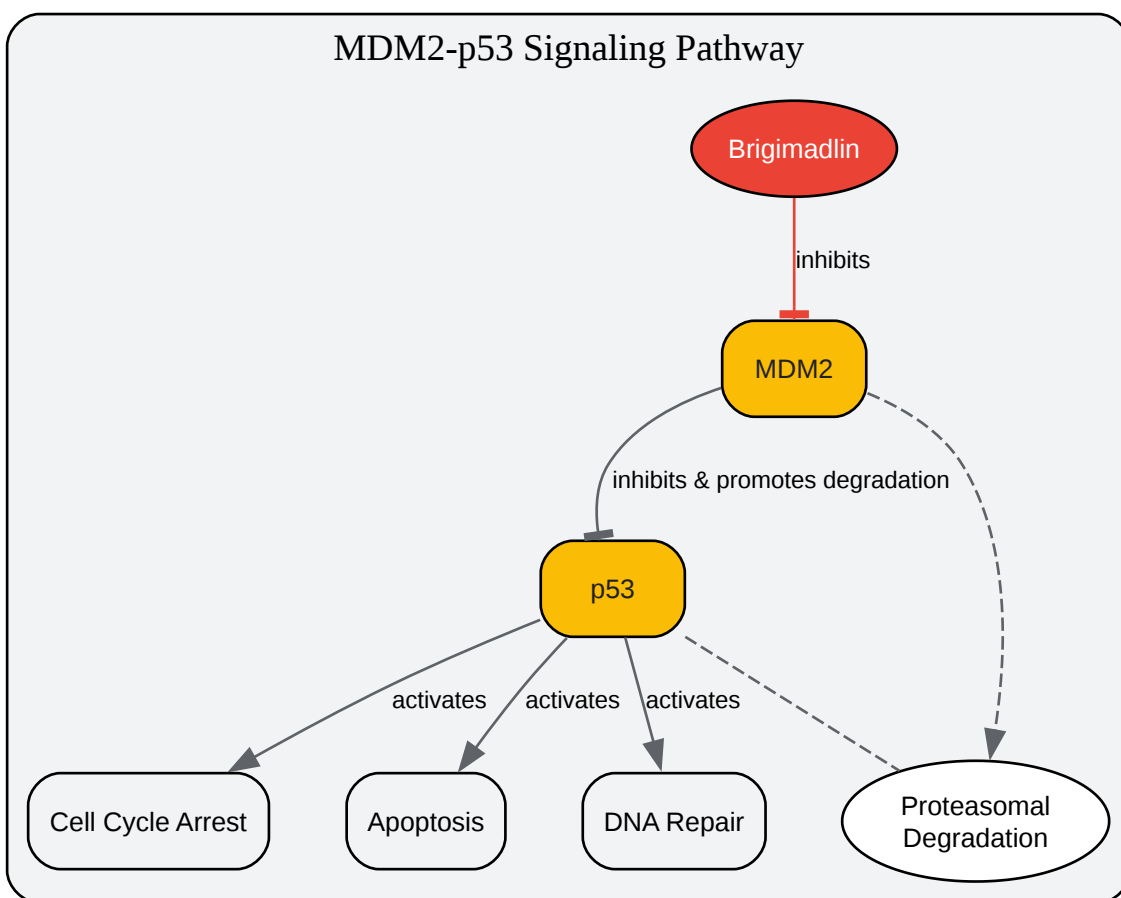 MDM2-p53 Signaling Pathway
Brigimadlin
inhibits
MDM2
inhibits & promotes degradation
p53
activates
activates
activates
Cell Cycle Arrest
Apoptosis
DNA Repair
Proteasomal
Degradation